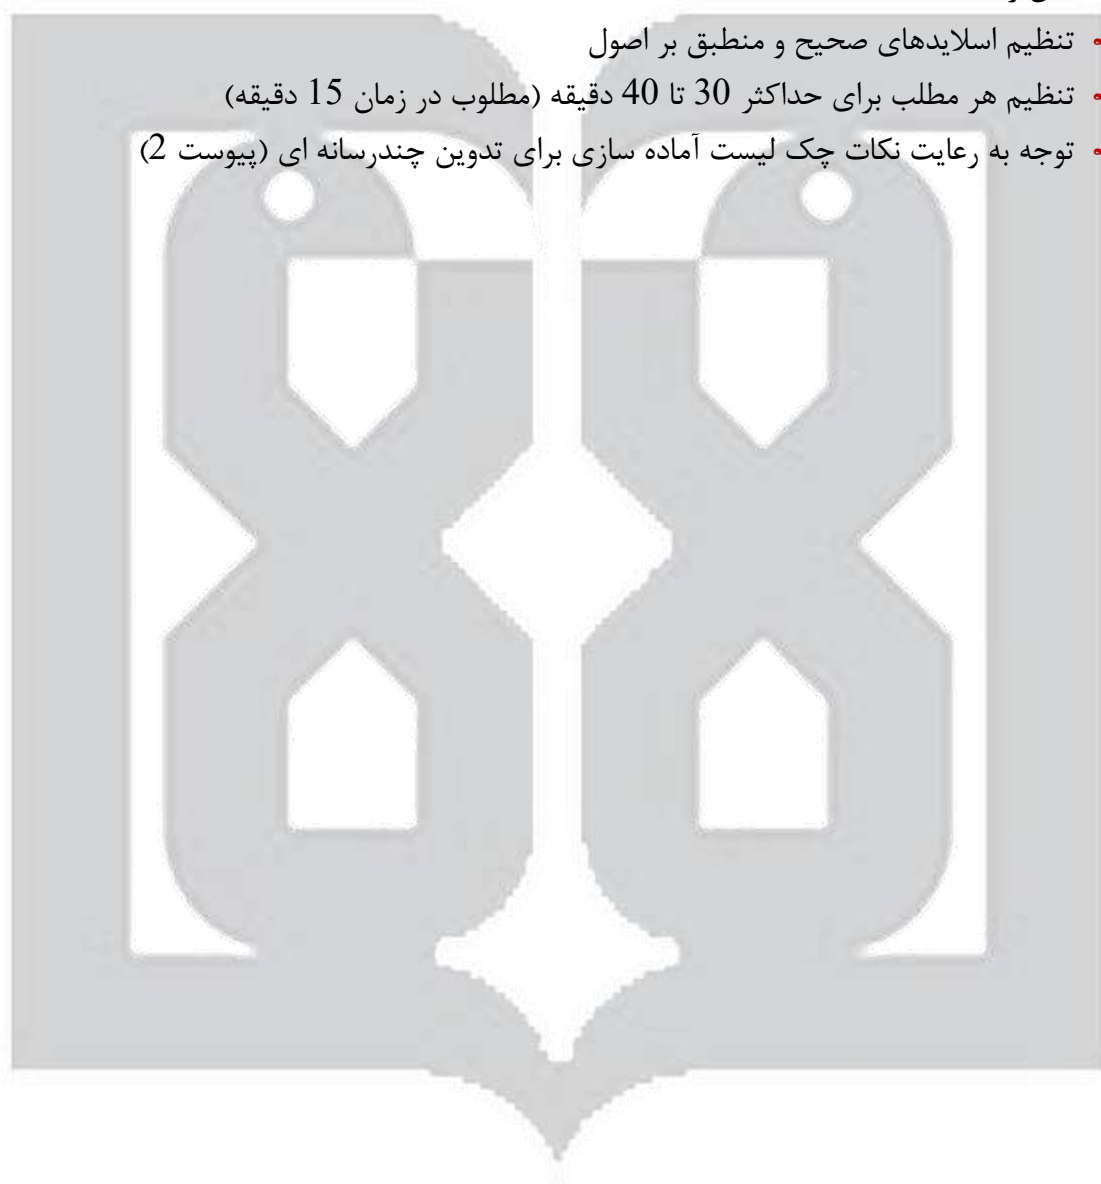 • تنظیم اسلایدهای صحیح و منطبق بر اصول
• تنظیم هر مطلب برای حداکثر 30 تا 40 دقیقه (مطلوب در زمان 15 دقیقه)
• توجه به رعایت نکات چک لیست آماده سازی برای تدوین چندرسانه ای (پیوست 2)